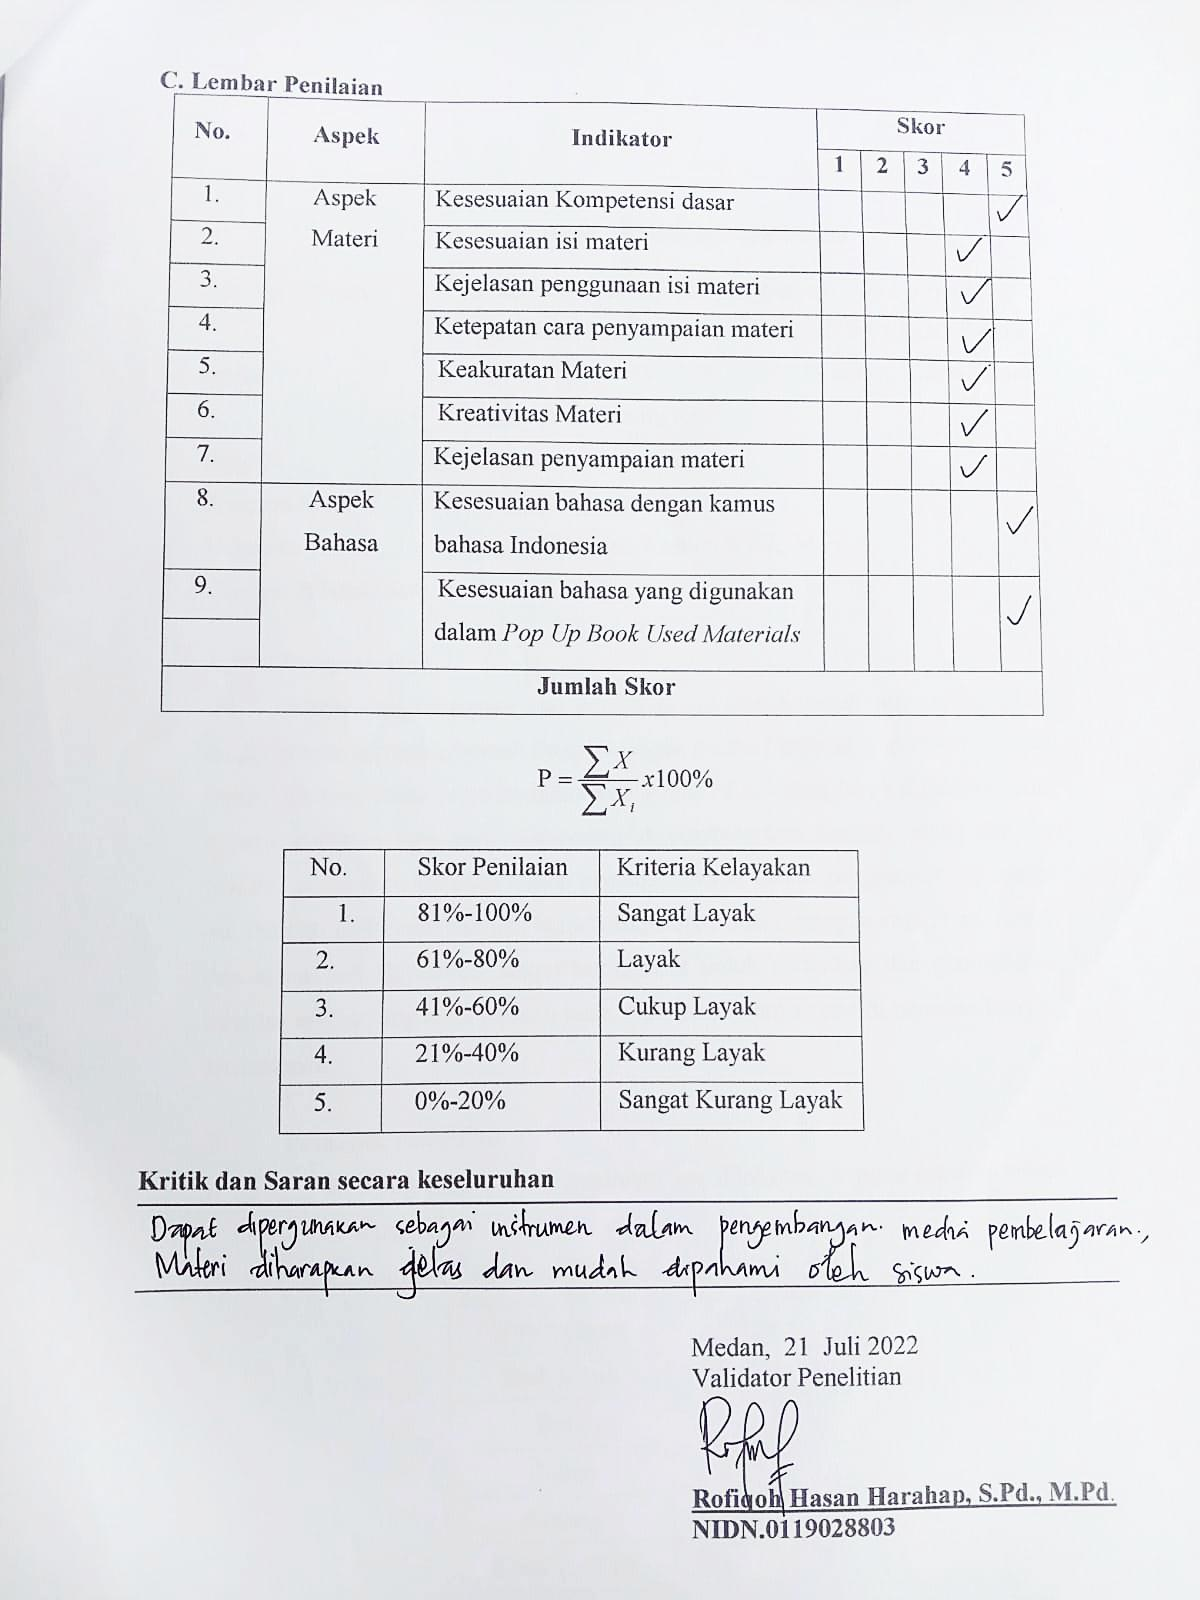 C. Lembar Penilaian
No. Aspek Indikator Skor
1 2 3 4 5
1. Aspek Kesesuaian Kompetensi dasar ✓
2. Materi Kesesuaian isi materi ✓
3. Kejelasan penggunaan isi materi ✓
4. Ketepatan cara penyampaian materi ✓
5. Keakuratan Materi ✓
6. Kreativitas Materi ✓
7. Kejelasan penyampaian materi ✓
8. Aspek Kesesuaian bahasa dengan kamus ✓
Bahasa bahasa Indonesia
9. Kesesuaian bahasa yang digunakan ✓
dalam Pop Up Book Used Materials
Jumlah Skor
P = ∑X / ∑Xi x100%
No. Skor Penilaian Kriteria Kelayakan
1. 81%-100% Sangat Layak
2. 61%-80% Layak
3. 41%-60% Cukup Layak
4. 21%-40% Kurang Layak
5. 0%-20% Sangat Kurang Layak
Kritik dan Saran secara keseluruhan
Dapat dipergunakan sebagai instrumen dalam pengembangan. media pembelajaran.,
Materi diharapkan jelas dan mudah dipahami oleh siswa.
Medan, 21 Juli 2022
Validator Penelitian
Rofiqoh Hasan Harahap, S.Pd., M.Pd.
NIDN.0119028803